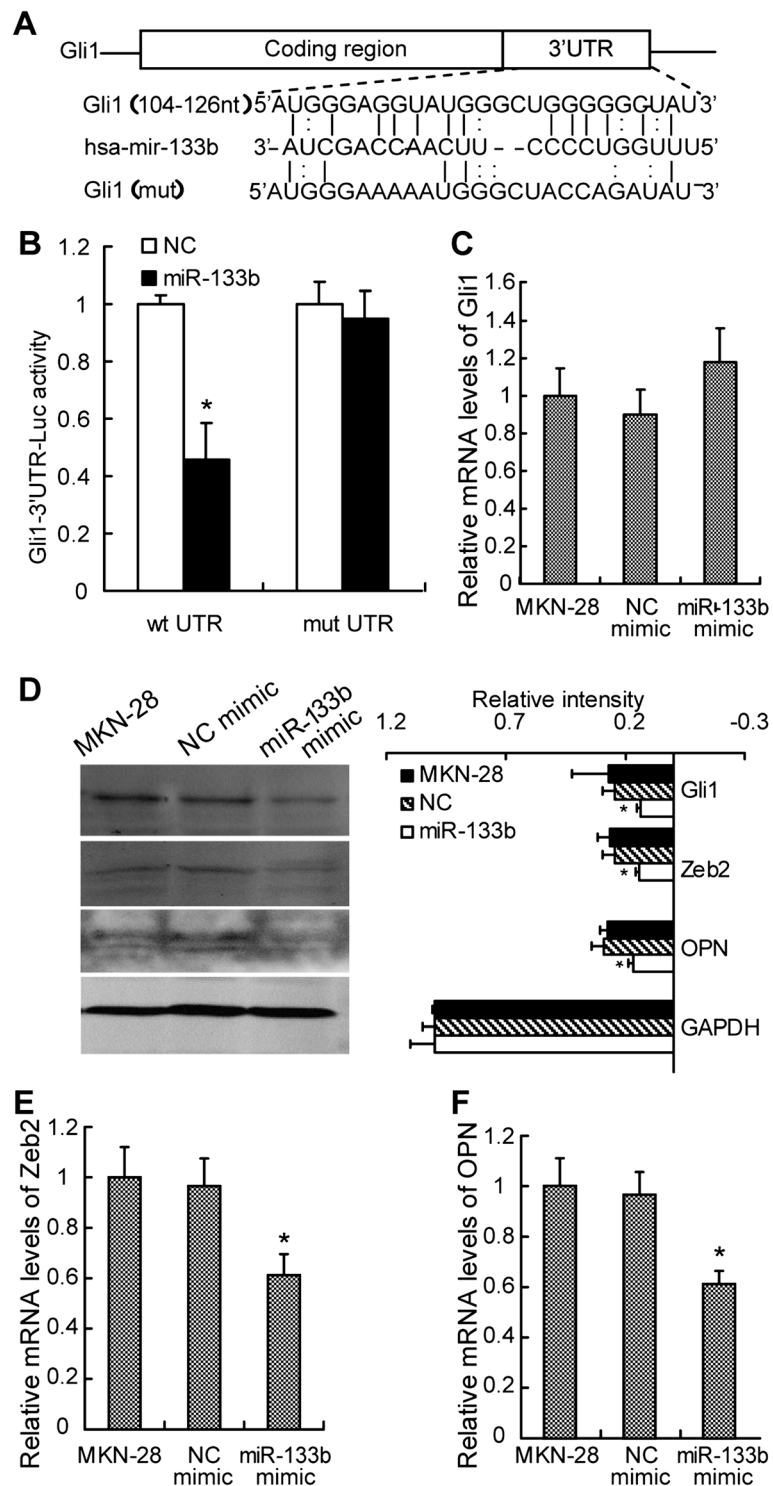 A
Gli1
Coding region
3'UTR
Gli1 (104-126nt) 5'AUGGGAGGUAUGGGCUGGGGGCUAU3'
hsa-mir-133b 3'-AUCGACCAACUU--CCCCUGGUUU5'
Gli1 (mut) 5'AUGGGAAAAAUGGGCUACCAGAUAU-3'
B
NC
miR-133b
Gli1-3'UTR-Luc activity
1.2
1
0.8
0.6
0.4
0.2
0
*
wt UTR
mut UTR
C
Relative mRNA levels of Gli1
1.6
1.4
1.2
1
0.8
0.6
0.4
0.2
0
MKN-28
NC mimic
miR-133b mimic
D
MKN-28
NC mimic
miR-133b mimic
Relative intensity
1.2 0.7 0.2 -0.3
MKN-28
NC
miR-133b
* Gli1
* Zeb2
* OPN
GAPDH
E
Relative mRNA levels of Zeb2
1.2
1
0.8
0.6
0.4
0.2
0
*
MKN-28
NC mimic
miR-133b mimic
F
Relative mRNA levels of OPN
1.2
1
0.8
0.6
0.4
0.2
0
*
MKN-28
NC mimic
miR-133b mimic